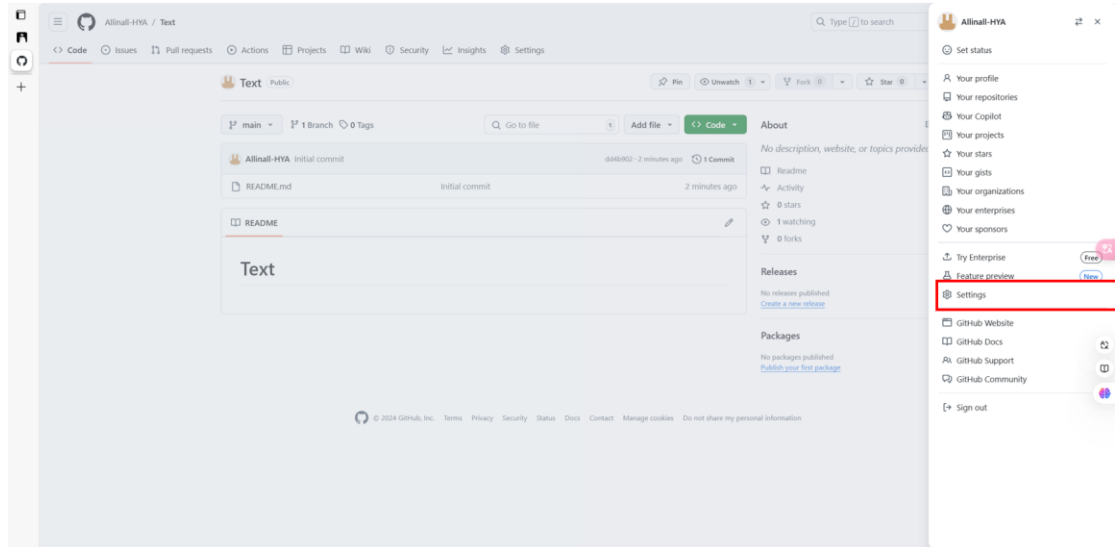 Allinall-HYA / Text
Type / to search
Code Issues Pull requests Actions Projects Wiki Security Insights Settings
Text Public
Pin Unwatch 1 Fork 0 Star 0
main 1 Branch 0 Tags
Go to file t Add file Code
Allinall-HYA Initial commit dd4b902 · 2 minutes ago 1 Commit
README.md Initial commit 2 minutes ago
README
Text
About
No description, website, or topics provided
Readme
Activity
0 stars
1 watching
0 forks
Releases
No releases published
Create a new release
Packages
No packages published
Publish your first package
© 2024 GitHub, Inc. Terms Privacy Security Status Docs Contact Manage cookies Do not share my personal information
Allinall-HYA
Set status
Your profile
Your repositories
Your Copilot
Your projects
Your stars
Your gists
Your organizations
Your enterprises
Your sponsors
Try Enterprise Free
Feature preview New
Settings
GitHub Website
GitHub Docs
GitHub Support
GitHub Community
Sign out